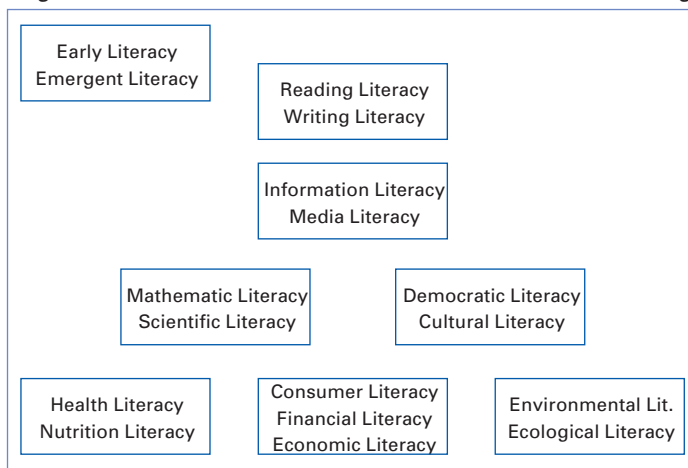 Early Literacy
Emergent Literacy
Reading Literacy
Writing Literacy
Information Literacy
Media Literacy
Mathematic Literacy
Scientific Literacy
Democratic Literacy
Cultural Literacy
Health Literacy
Nutrition Literacy
Consumer Literacy
Financial Literacy
Economic Literacy
Environmental Lit.
Ecological Literacy